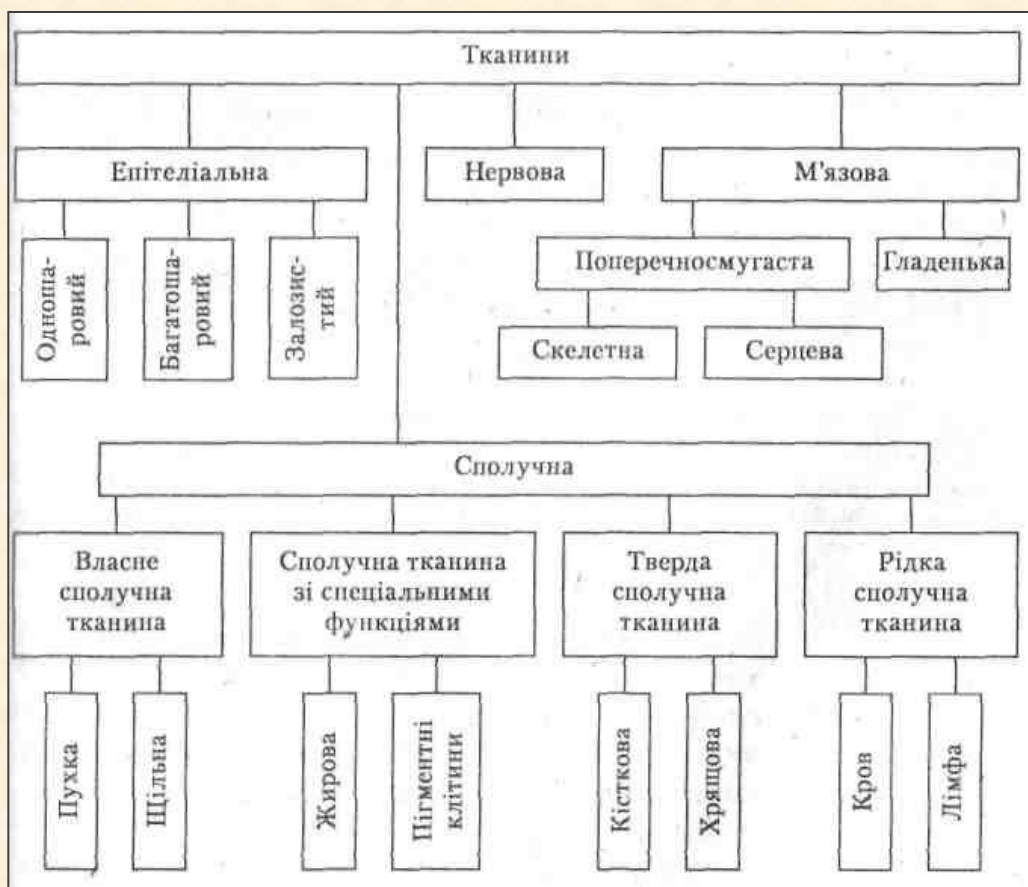 Тканини
Епітеліальна
Нервова
М'язова
Одноша-
ровий
Багатоша-
ровий
Залозис-
тий
Поперечносмугаста
Гладенька
Скелетна
Серцева
Сполучна
Власне
сполучна
тканина
Сполучна тканина
зі спеціальними
функціями
Тверда
сполучна
тканина
Рідка
сполучна
тканина
Пухка
Щільна
Жирова
Пігментні
клітини
Кісткова
Хрящова
Кров
Лімфа